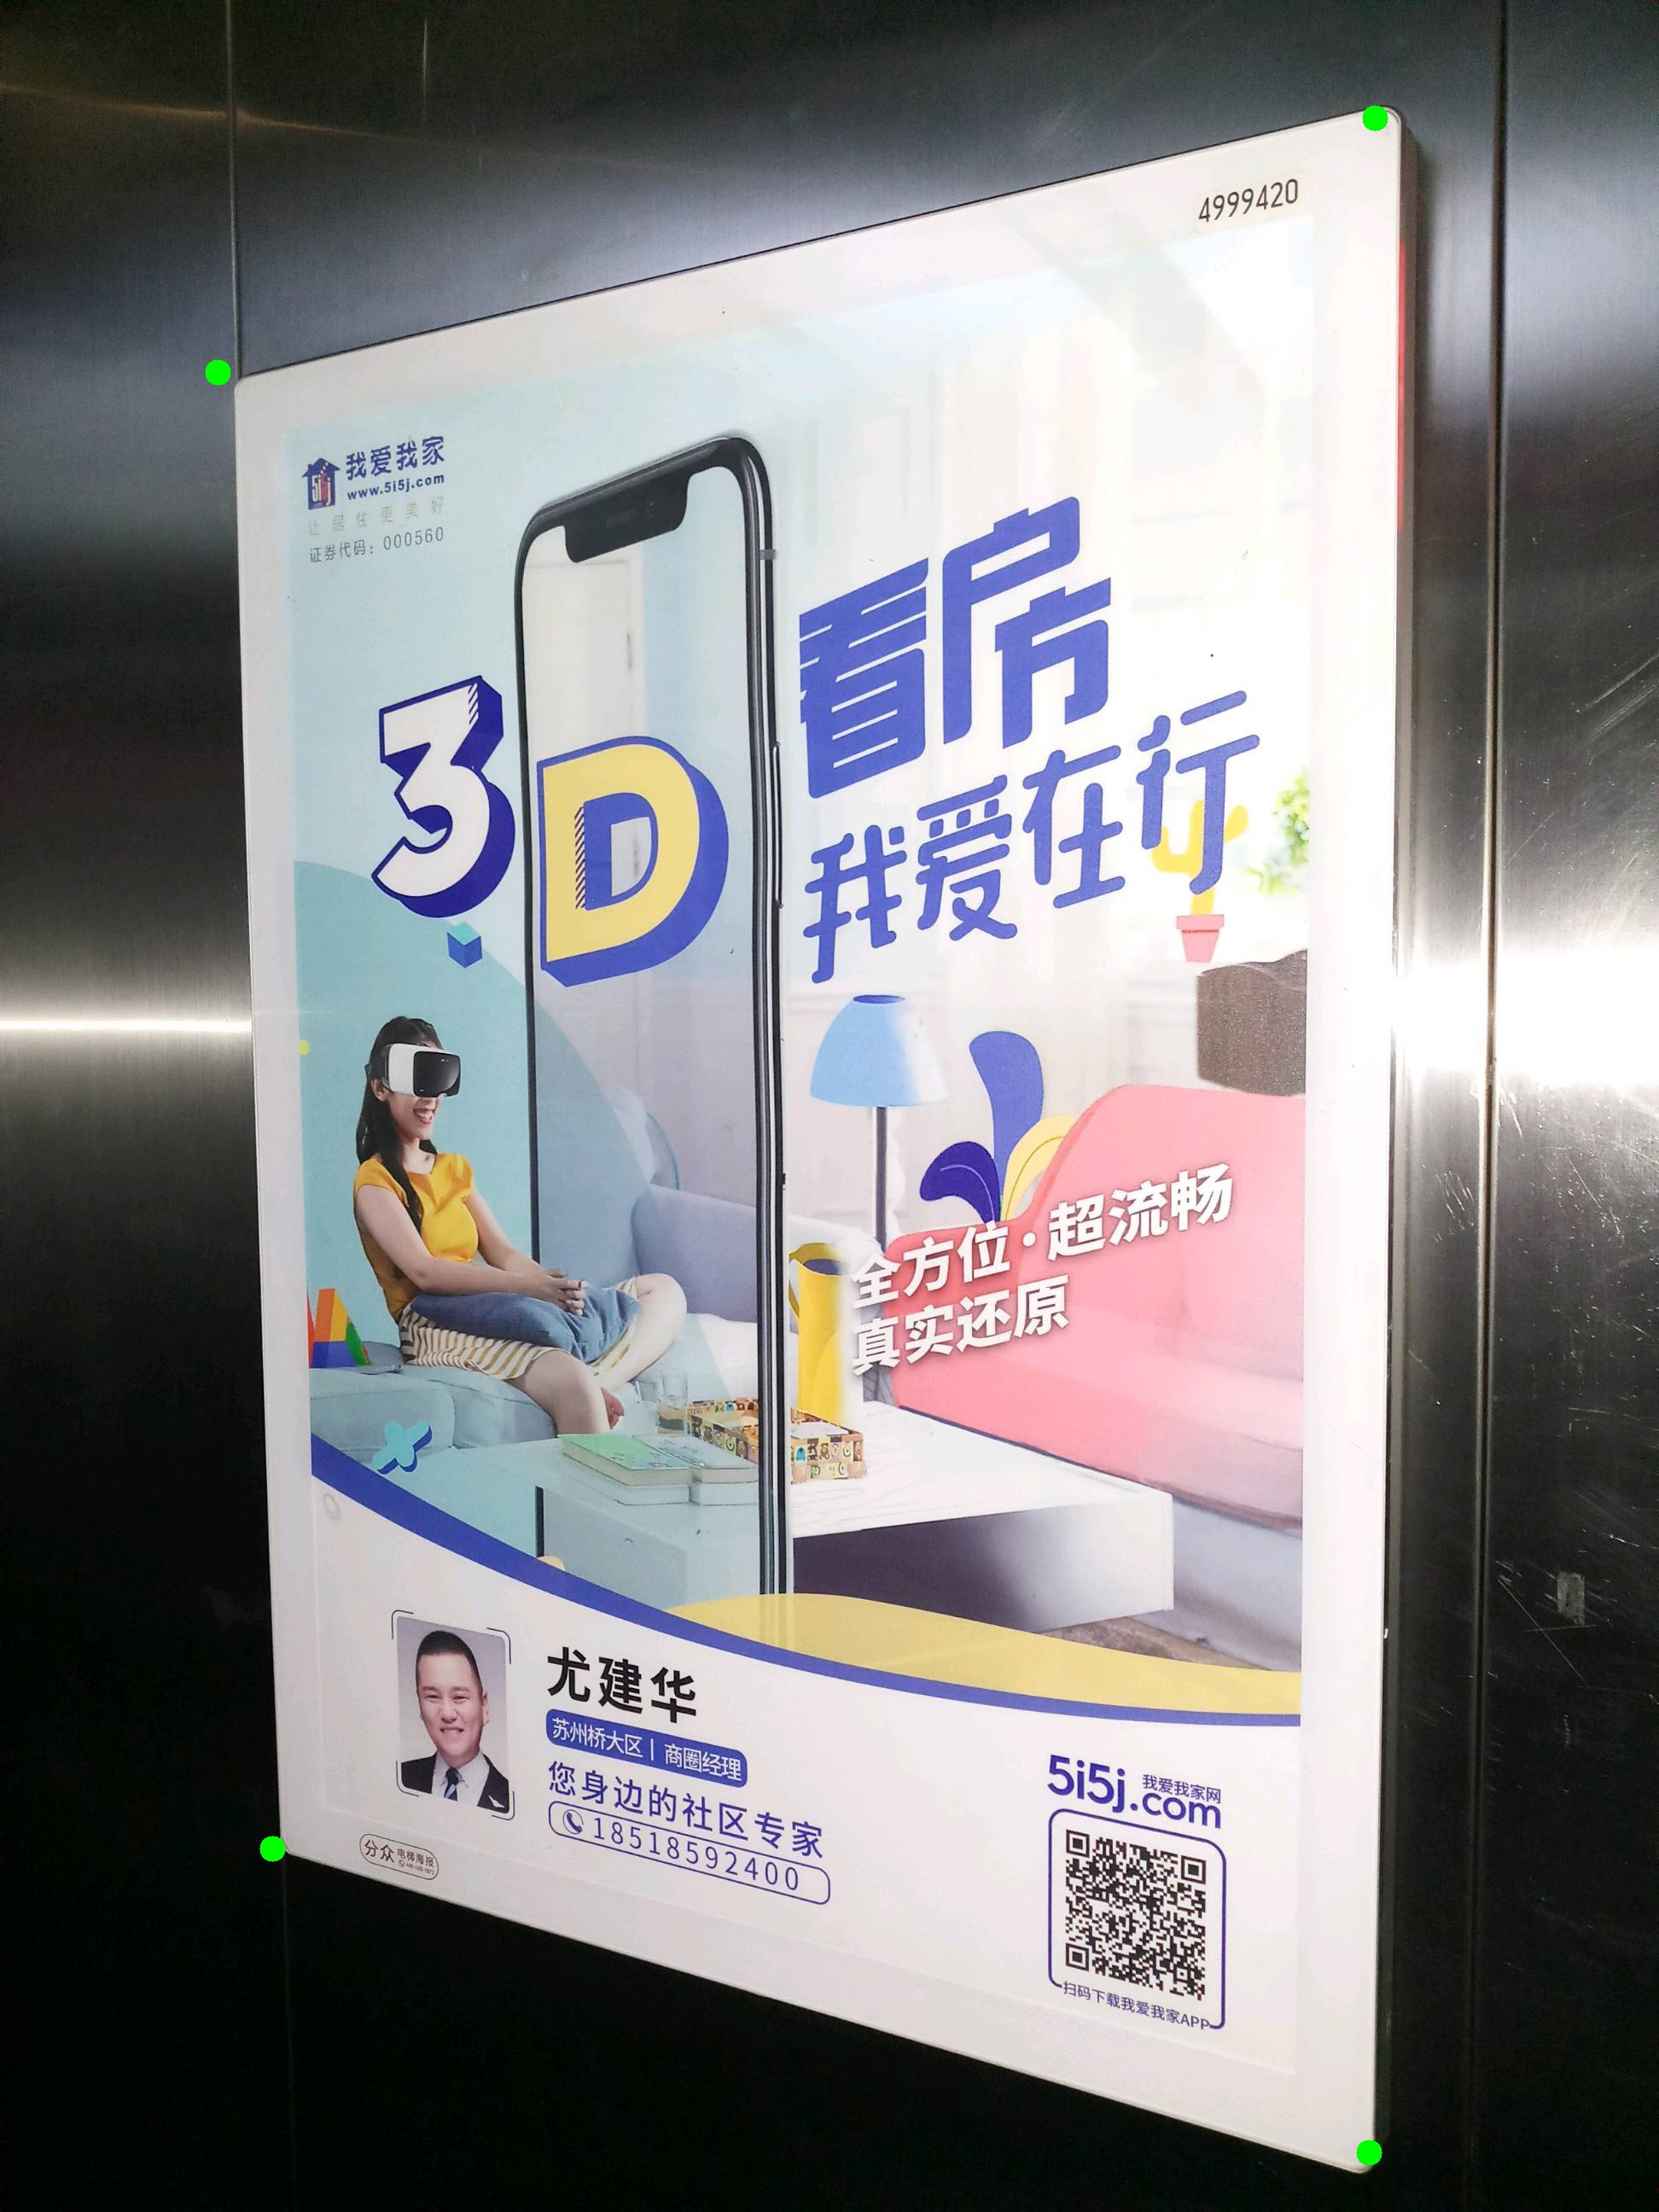 4999420
5i5j
我爱我家
www.5i5j.com
让居住更美好
证券代码：000560
3D
看房
我爱在行
全方位·超流畅
真实还原
尤建华
苏州桥大区 | 商圈经理
您身边的社区专家
18518592400
5i5j 我爱我家网
.com
扫码下载我爱我家APP
分众 电梯海报